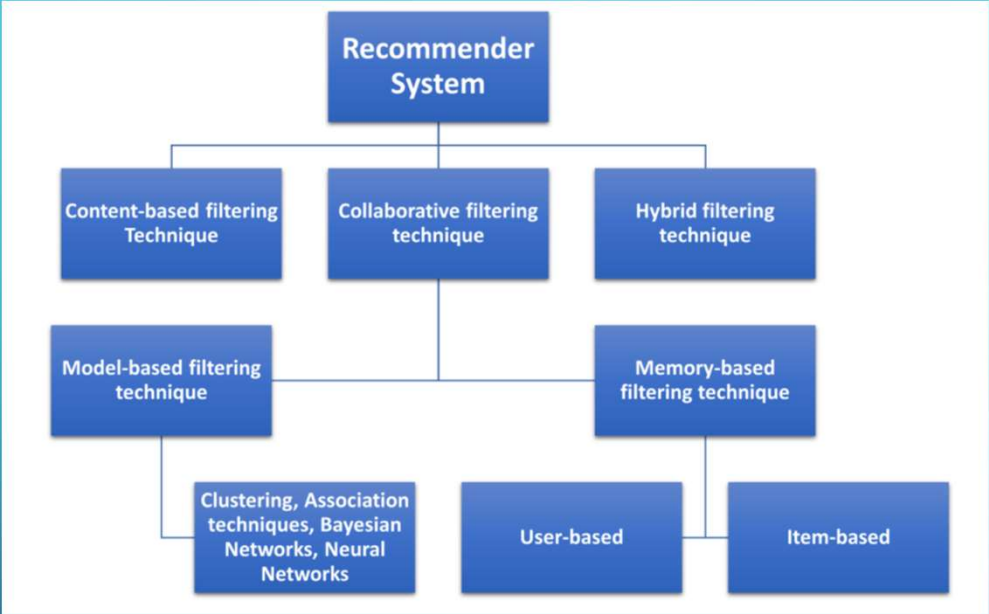 Recommender
System
Content-based filtering
Technique
Collaborative filtering
technique
Hybrid filtering
technique
Model-based filtering
technique
Memory-based
filtering technique
Clustering, Association
techniques, Bayesian
Networks, Neural
Networks
User-based
Item-based